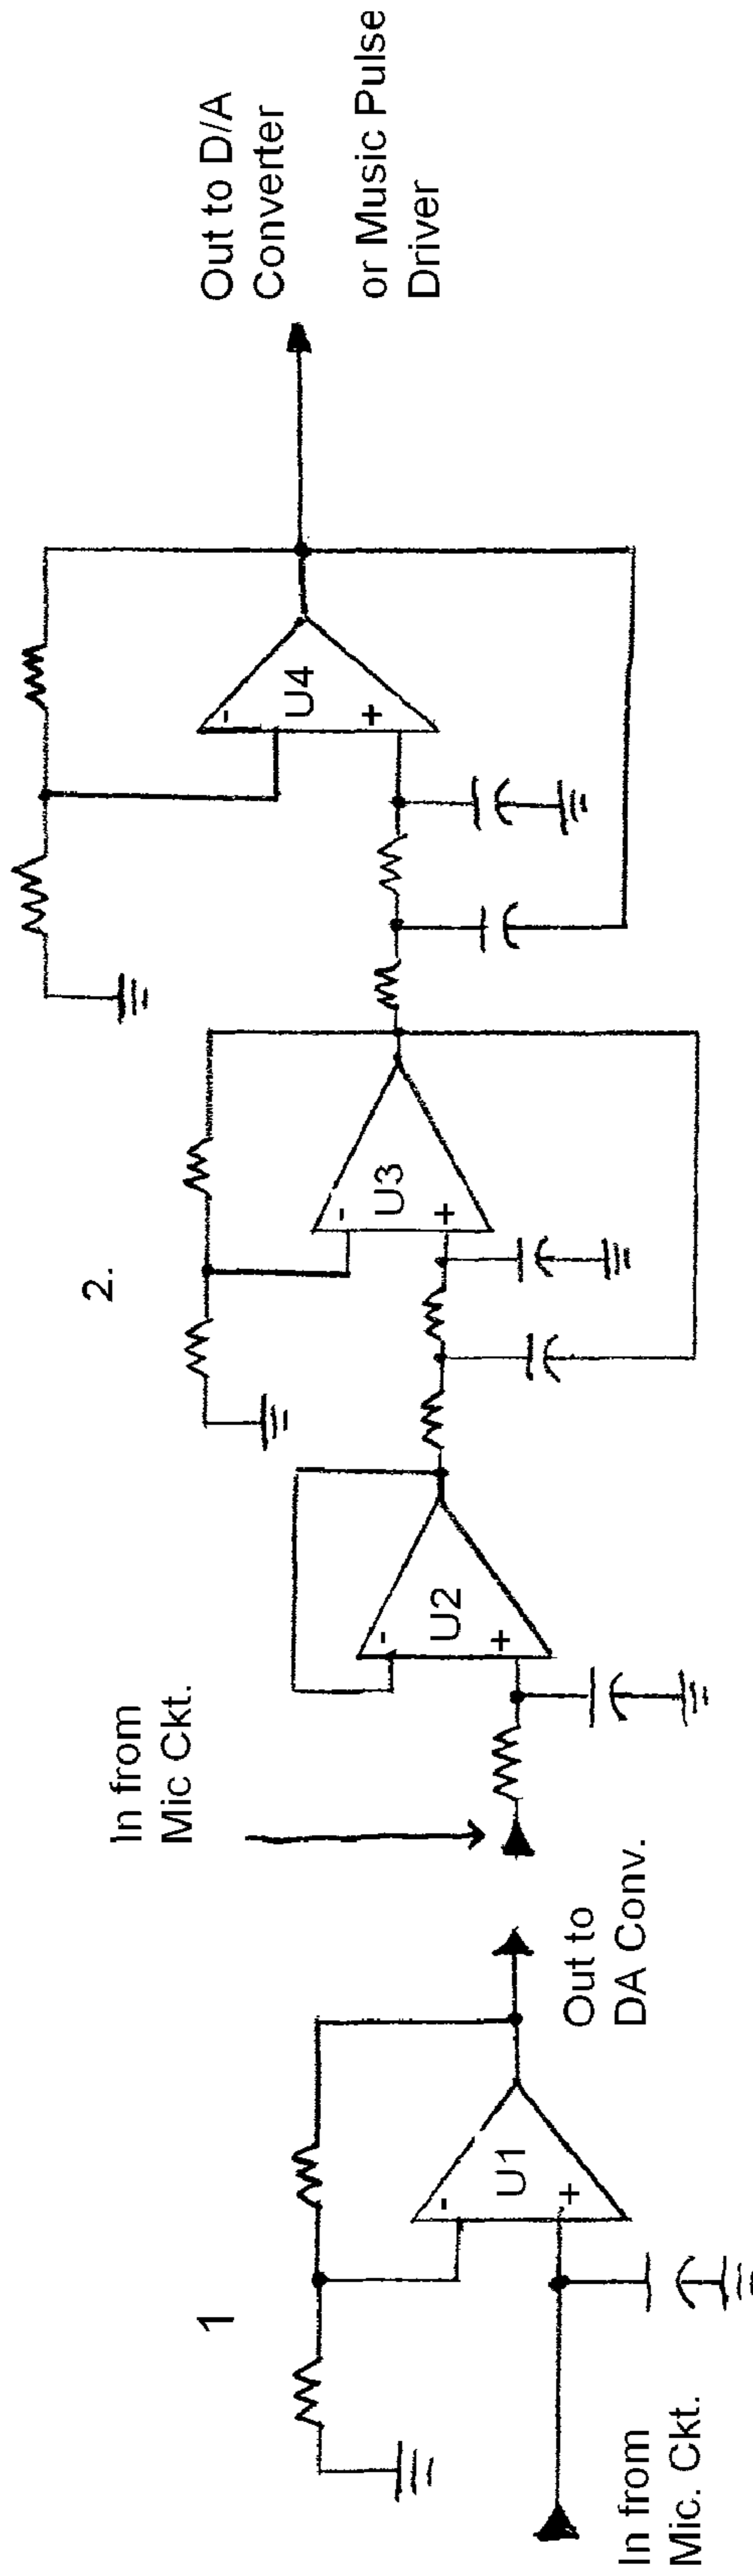 1
In from
Mic. Ckt.
-
U1
+
Out to
DA Conv.
2.
In from
Mic Ckt.
-
U2
+
-
U3
+
-
U4
+
Out to D/A
Converter
or Music Pulse
Driver